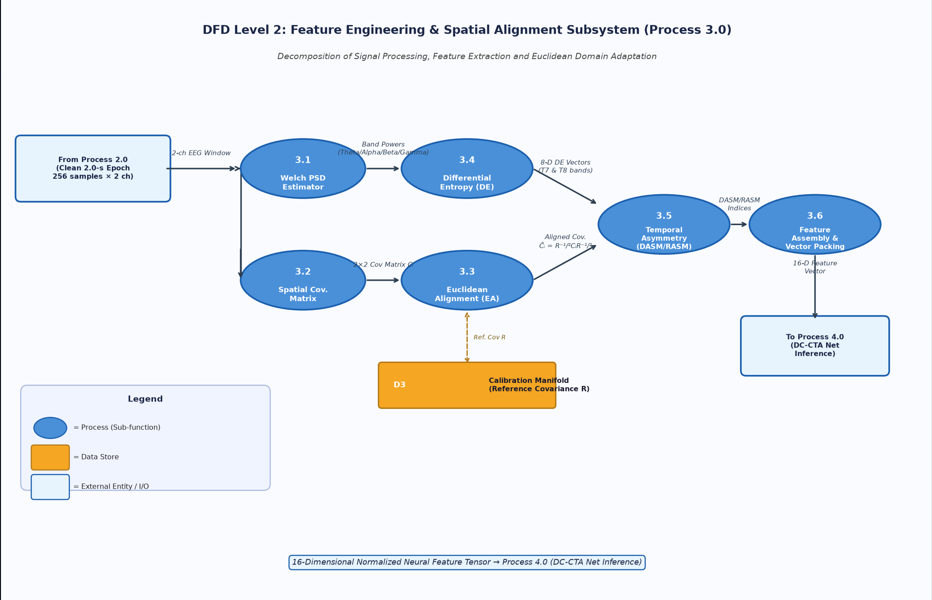 DFD Level 2: Feature Engineering & Spatial Alignment Subsystem (Process 3.0)
Decomposition of Signal Processing, Feature Extraction and Euclidean Domain Adaptation
From Process 2.0
(Clean 2.0-s Epoch
256 samples × 2 ch)
2-ch EEG Window
3.1
Welch PSD
Estimator
Band Powers
(Theta/Alpha/Beta/Gamma)
3.4
Differential
Entropy (DE)
8-D DE Vectors
(T7 & T8 bands)
3.2
Spatial Cov.
Matrix
2×2 Cov Matrix Cᵢ
3.3
Euclidean
Alignment (EA)
Aligned Cov.
C̃ᵢ = R⁻¹/²CᵢR⁻¹/²
3.5
Temporal
Asymmetry
(DASM/RASM)
DASM/RASM
Indices
3.6
Feature
Assembly &
Vector Packing
16-D Feature
Vector
To Process 4.0
(DC-CTA Net
Inference)
Ref. Cov R
D3
Calibration Manifold
(Reference Covariance R)
Legend
= Process (Sub-function)
= Data Store
= External Entity / I/O
16-Dimensional Normalized Neural Feature Tensor → Process 4.0 (DC-CTA Net Inference)